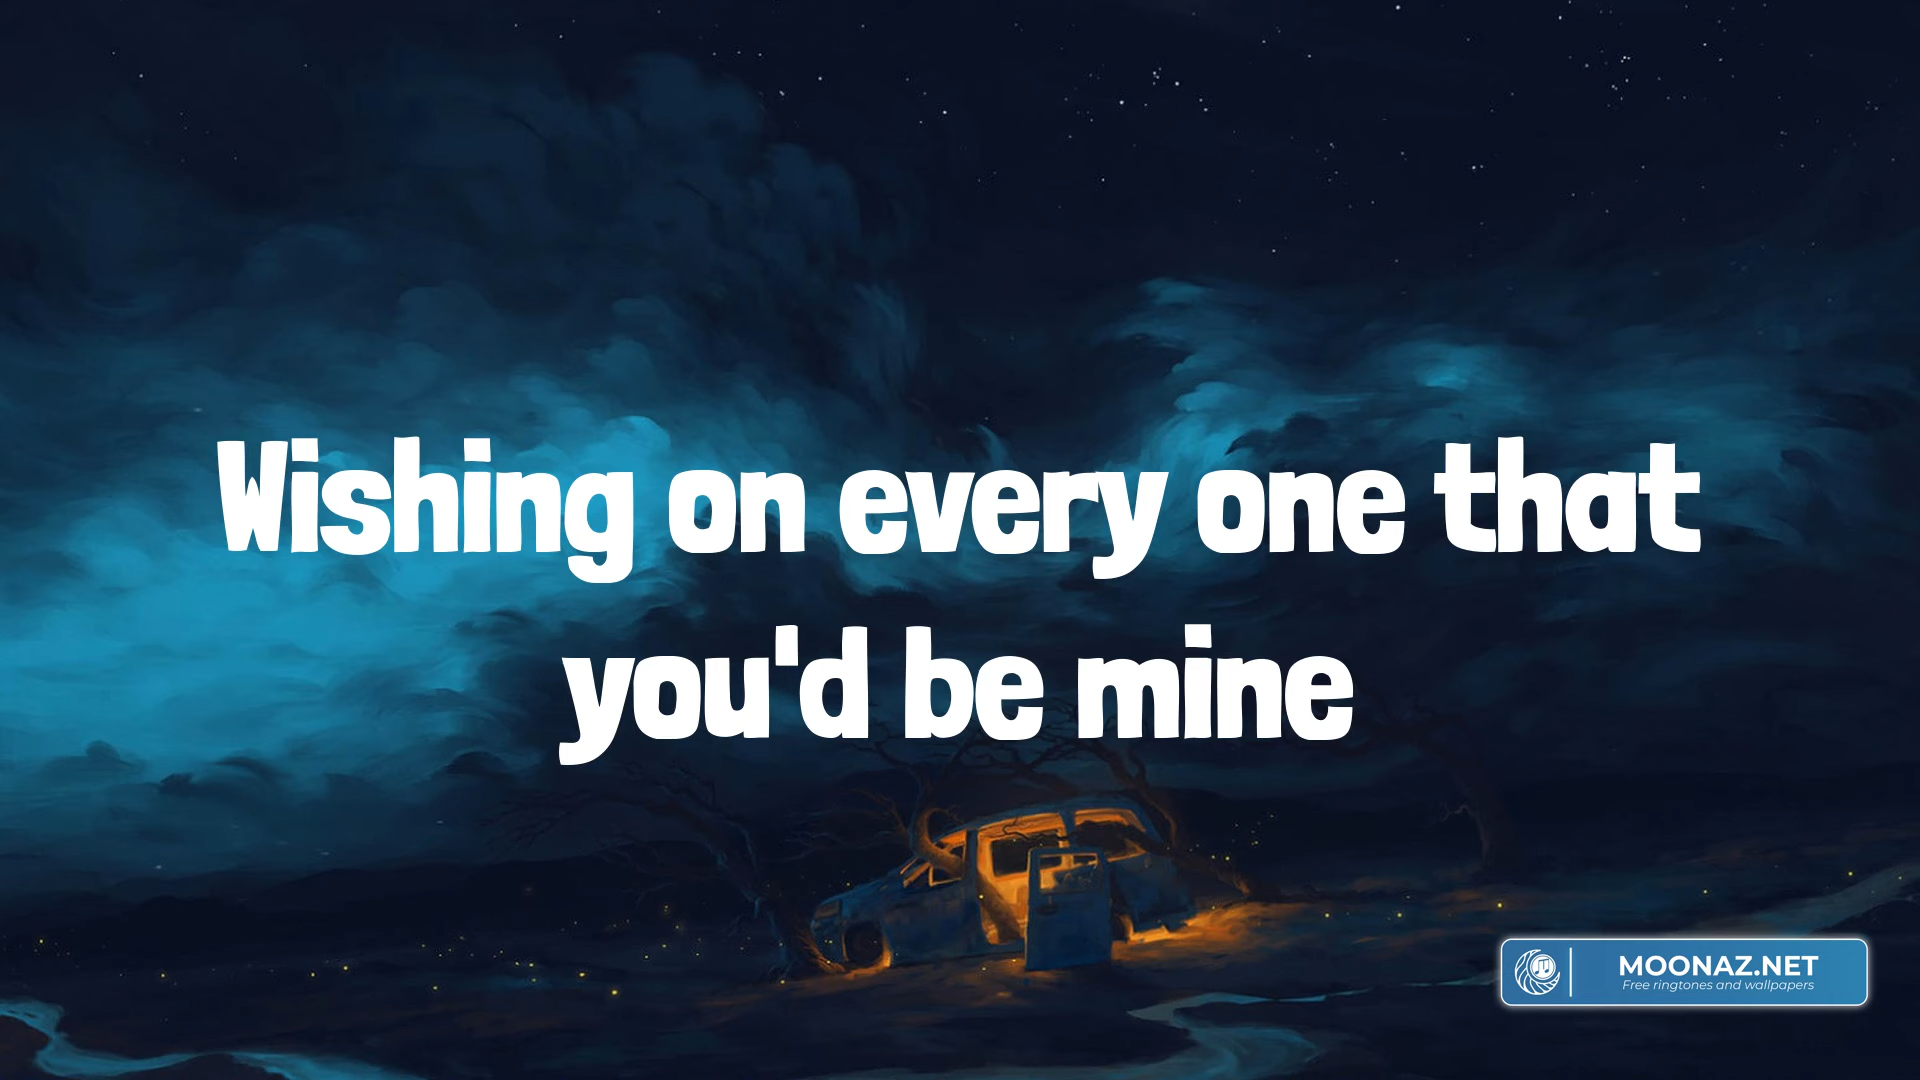 Wishing on every one that
you'd be mine
MOONAZ.NET
Free ringtones and wallpapers